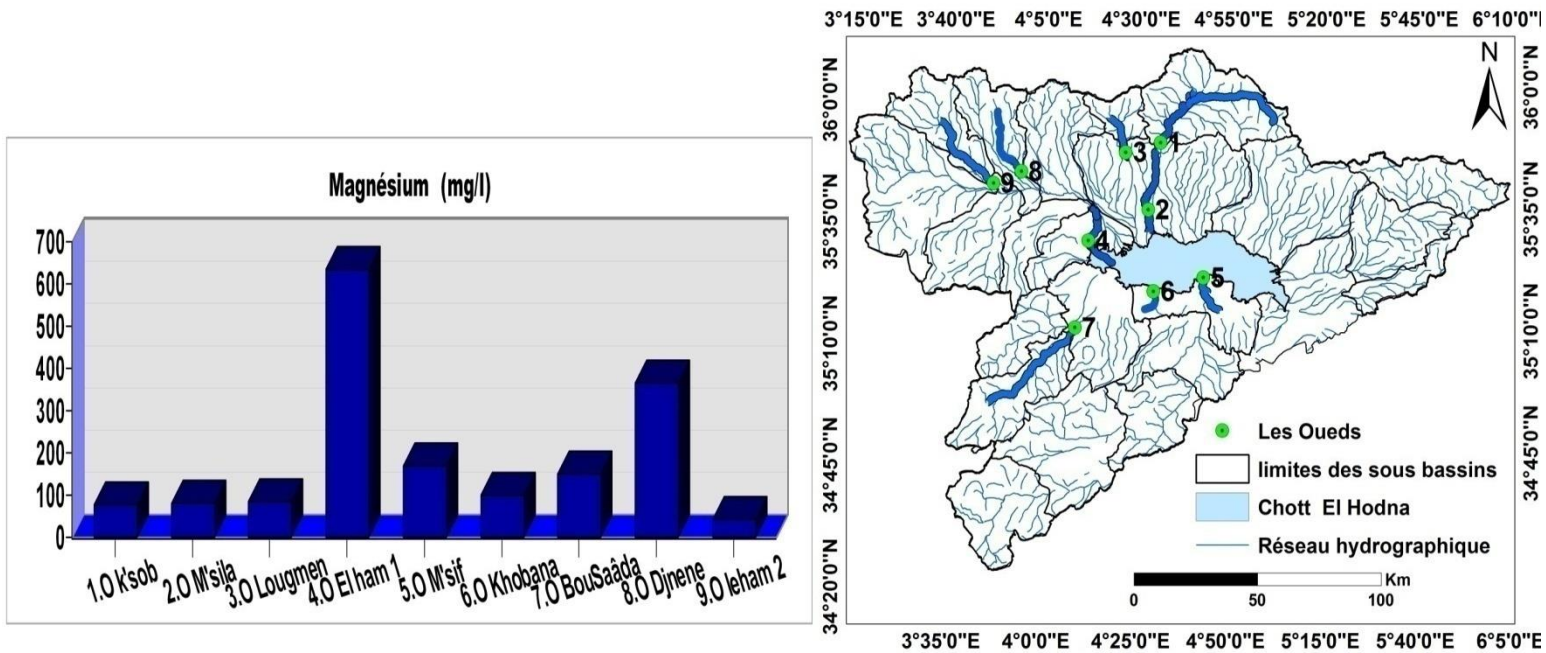 Magnésium (mg/l)
700
600
500
400
300
200
100
0
1.O k'sob
2.O M'sila
3.O Lougmen
4.O El ham 1
5.O M'sif
6.O Khobana
7.O BouSaâda
8.O Djnene
9.O leham 2
3°15'0"E 3°40'0"E 4°5'0"E 4°30'0"E 4°55'0"E 5°20'0"E 5°45'0"E 6°10'0"E
36°0'0"N 35°35'0"N 35°10'0"N 34°45'0"N 34°20'0"N
N
1
2
3
4
5
6
7
8
9
Les Oueds
limites des sous bassins
Chott El Hodna
Réseau hydrographique
Km
0 50 100
36°0'0"N 35°35'0"N 35°10'0"N 34°45'0"N
3°35'0"E 4°0'0"E 4°25'0"E 4°50'0"E 5°15'0"E 5°40'0"E 6°5'0"E